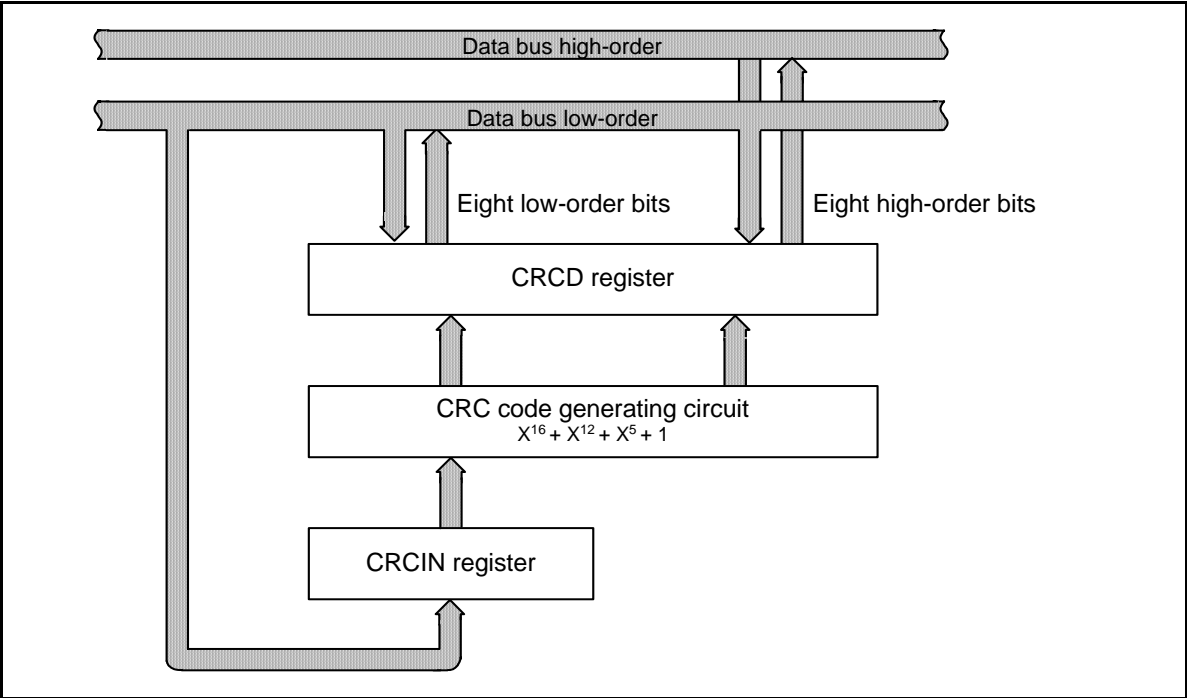 Data bus high-order
Data bus low-order
Eight low-order bits
Eight high-order bits
CRCD register
CRC code generating circuit
X¹⁶ + X¹² + X⁵ + 1
CRCIN register